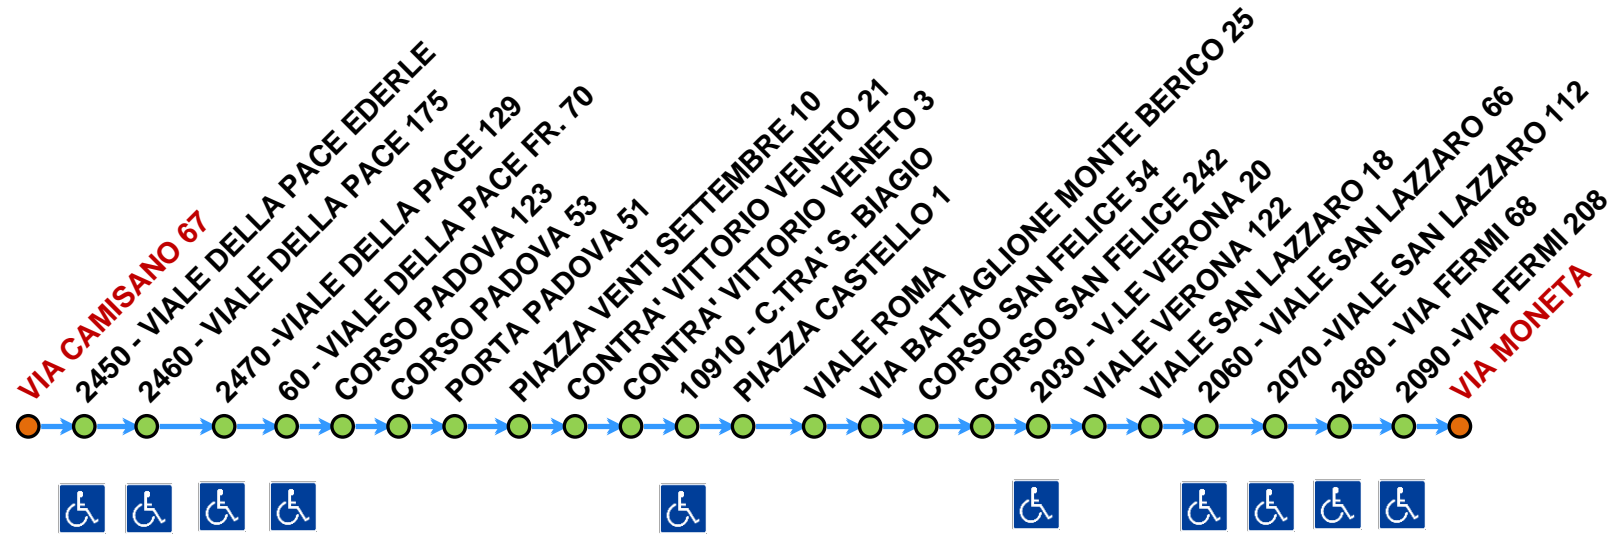 VIA CAMISANO 67
2450 - VIALE DELLA PACE EDERLE
2460 - VIALE DELLA PACE 175
2470 -VIALE DELLA PACE 129
60 - VIALE DELLA PACE FR. 70
CORSO PADOVA 123
CORSO PADOVA 53
PORTA PADOVA 51
PIAZZA VENTI SETTEMBRE 10
CONTRA' VITTORIO VENETO 21
CONTRA' VITTORIO VENETO 3
10910 - C.TRA' S. BIAGIO
PIAZZA CASTELLO 1
VIALE ROMA
VIA BATTAGLIONE MONTE BERICO 25
CORSO SAN FELICE 54
CORSO SAN FELICE 242
2030 - V.LE VERONA 20
VIALE VERONA 122
VIALE SAN LAZZARO 18
2060 - VIALE SAN LAZZARO 66
2070 -VIALE SAN LAZZARO 112
2080 - VIA FERMI 68
2090 -VIA FERMI 208
VIA MONETA